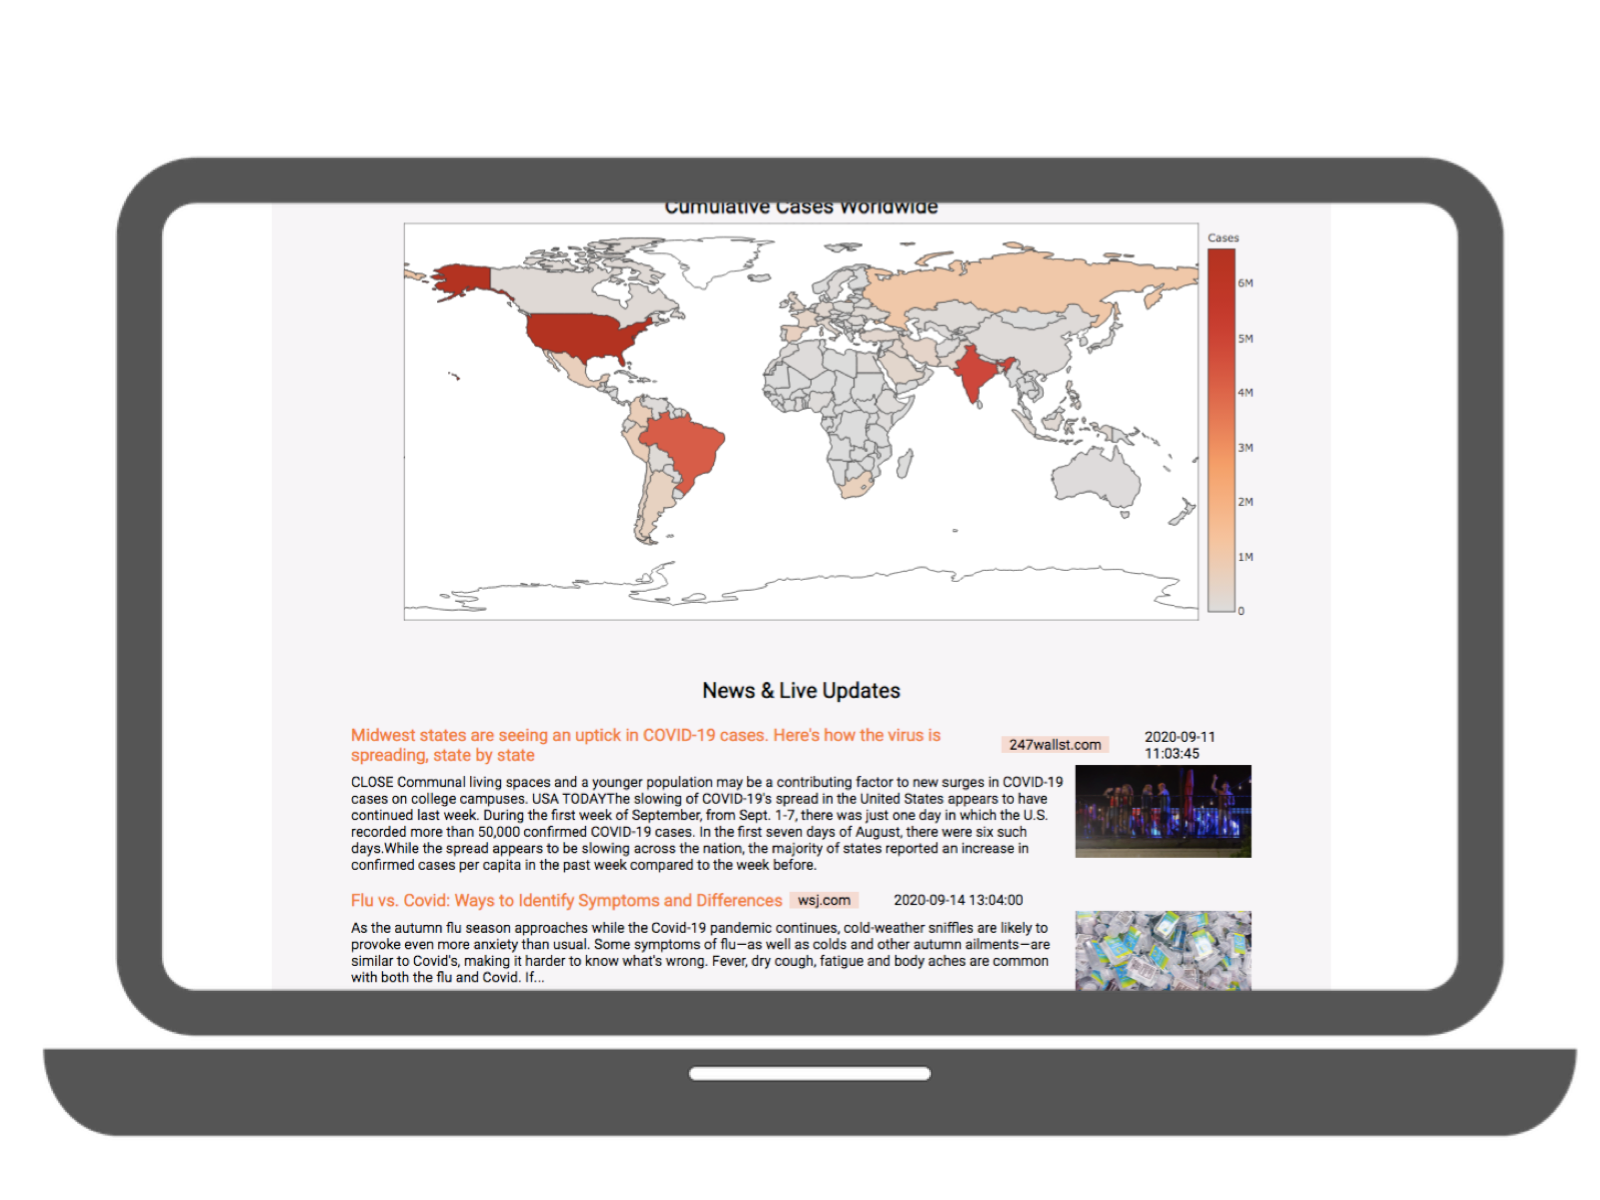 Cumulative Cases Worldwide
Cases
6M
5M
4M
3M
2M
1M
0
News & Live Updates
Midwest states are seeing an uptick in COVID-19 cases. Here's how the virus is
spreading, state by state
247wallst.com
2020-09-11
11:03:45
CLOSE Communal living spaces and a younger population may be a contributing factor to new surges in COVID-19
cases on college campuses. USA TODAYThe slowing of COVID-19's spread in the United States appears to have
continued last week. During the first week of September, from Sept. 1-7, there was just one day in which the U.S.
recorded more than 50,000 confirmed COVID-19 cases. In the first seven days of August, there were six such
days.While the spread appears to be slowing across the nation, the majority of states reported an increase in
confirmed cases per capita in the past week compared to the week before.
Flu vs. Covid: Ways to Identify Symptoms and Differences wsj.com 2020-09-14 13:04:00
As the autumn flu season approaches while the Covid-19 pandemic continues, cold-weather sniffles are likely to
provoke even more anxiety than usual. Some symptoms of flu—as well as colds and other autumn ailments—are
similar to Covid's, making it harder to know what's wrong. Fever, dry cough, fatigue and body aches are common
with both the flu and Covid. If...